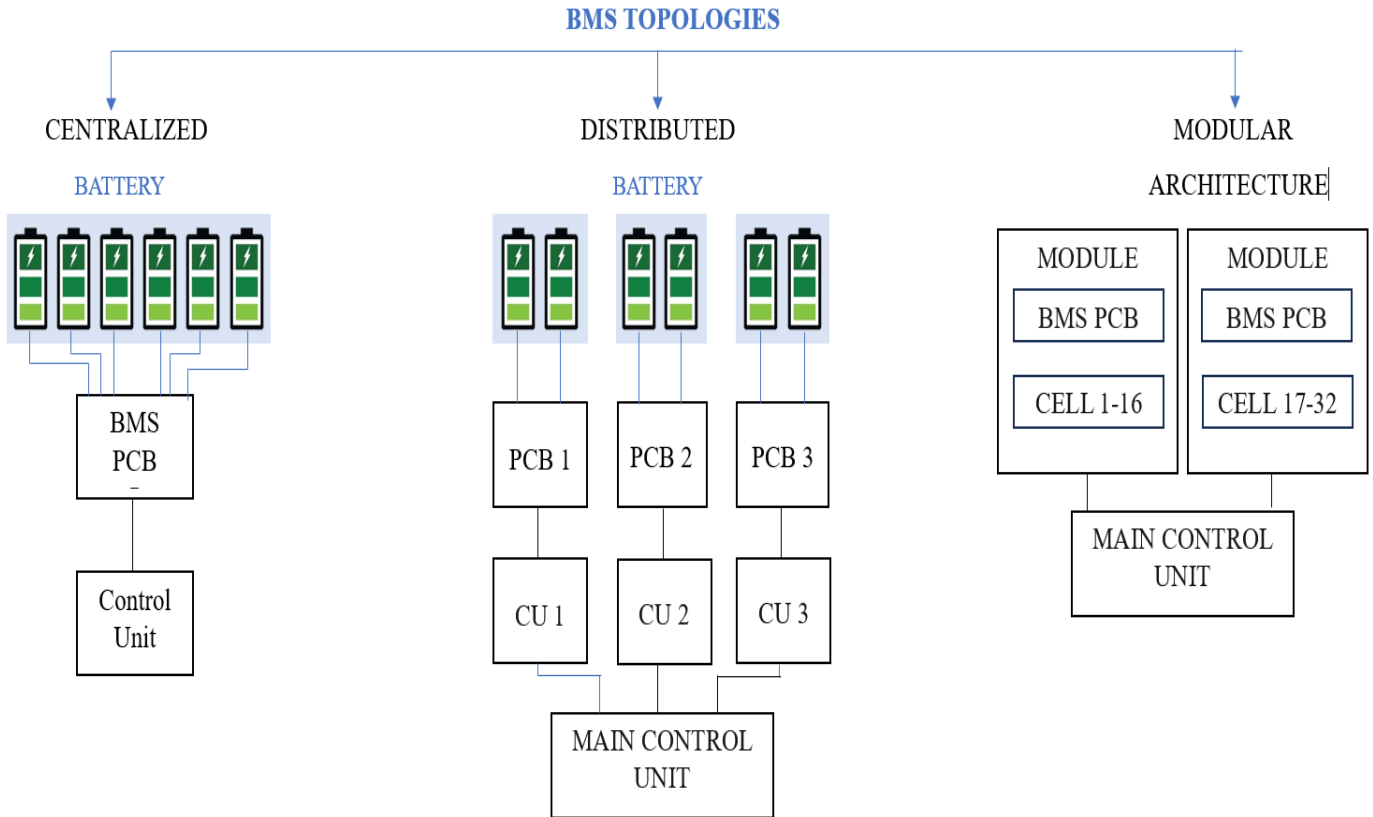 BMS TOPOLOGIES
CENTRALIZED
BATTERY
BMS
PCB
_
Control
Unit
DISTRIBUTED
BATTERY
PCB 1
PCB 2
PCB 3
CU 1
CU 2
CU 3
MAIN CONTROL
UNIT
MODULAR
ARCHITECTURE
MODULE
BMS PCB
CELL 1-16
MODULE
BMS PCB
CELL 17-32
MAIN CONTROL
UNIT